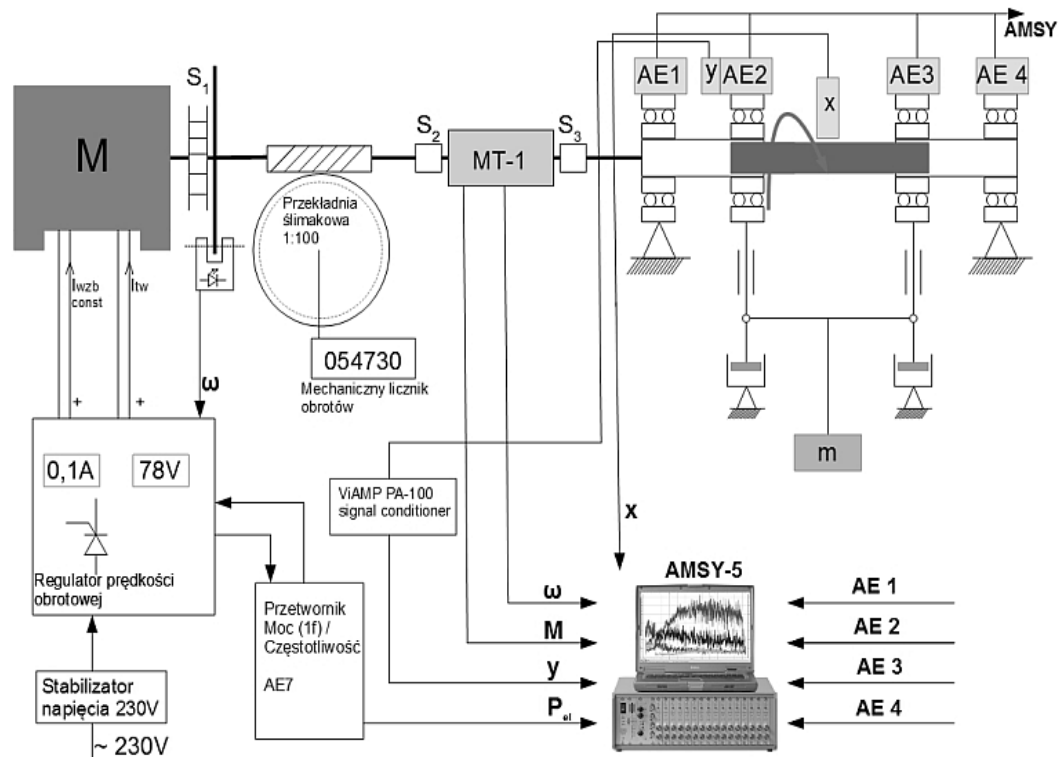 AMSY
AE1
y
AE2
AE3
AE 4
x
S1
M
S2
MT-1
S3
Przekładnia
ślimakowa
1:100
Iwzb
const
Itw
ω
054730
Mechaniczny licznik
obrotów
+
+
0,1A
78V
Regulator prędkości
obrotowej
ViAMP PA-100
signal conditioner
m
x
Przetwornik
Moc (1f) /
Częstotliwość
AE7
Stabilizator
napięcia 230V
~ 230V
AMSY-5
ω
M
y
Pel
AE 1
AE 2
AE 3
AE 4